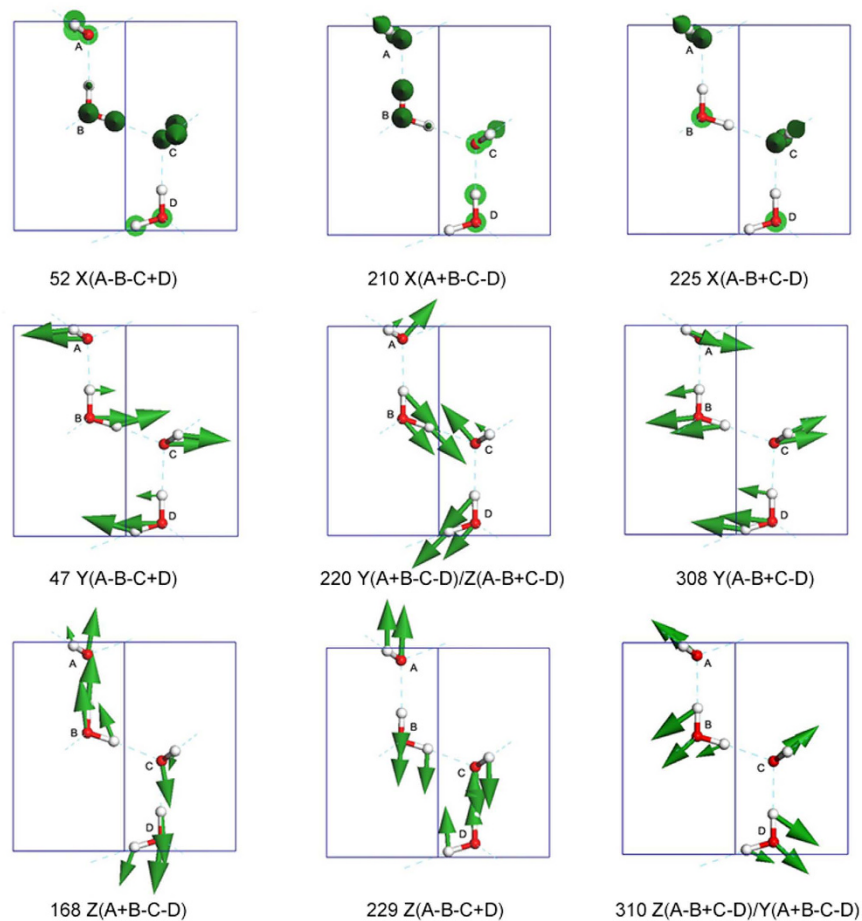 A
B
C
D
52 X(A-B-C+D)
A
B
C
D
210 X(A+B-C-D)
A
B
C
D
225 X(A-B+C-D)
A
B
C
D
47 Y(A-B-C+D)
A
B
C
D
220 Y(A+B-C-D)/Z(A-B+C-D)
A
B
C
D
308 Y(A-B+C-D)
A
B
C
D
168 Z(A+B-C-D)
A
B
C
D
229 Z(A-B-C+D)
A
B
C
D
310 Z(A-B+C-D)/Y(A+B-C-D)